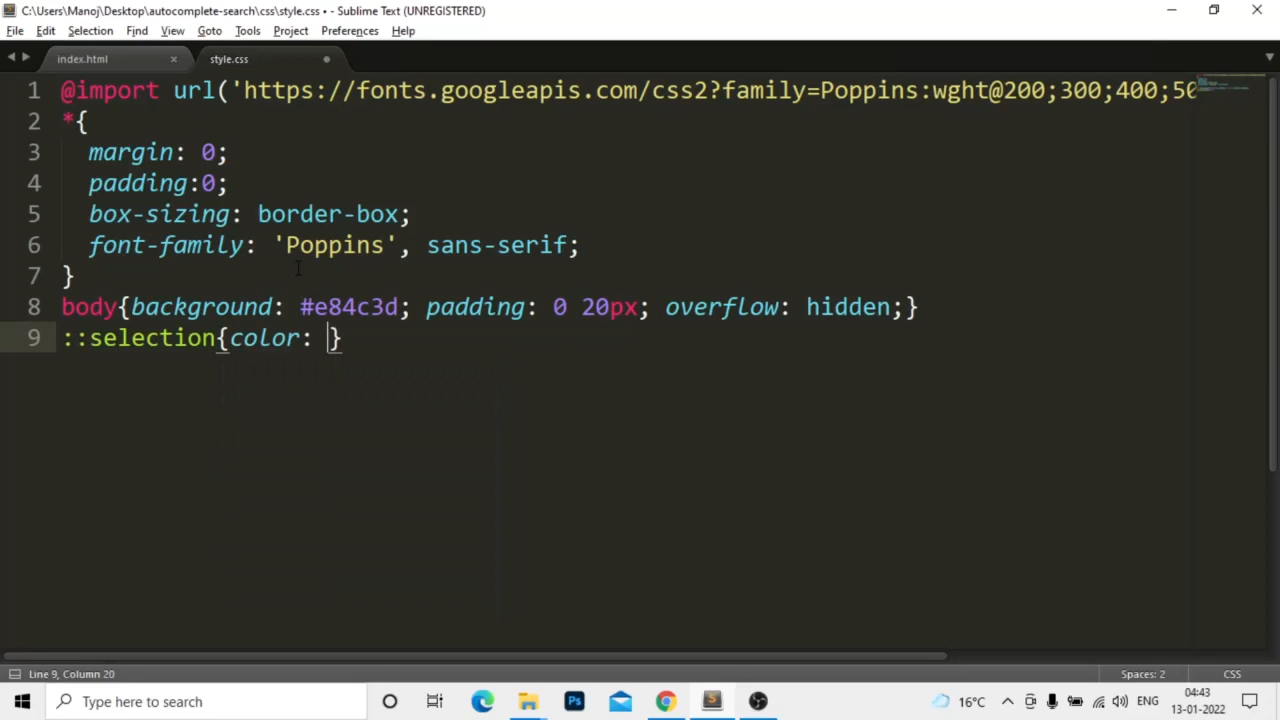 C:\Users\Manoj\Desktop\autocomplete-search\css\style.css • - Sublime Text (UNREGISTERED)
File Edit Selection Find View Goto Tools Project Preferences Help
index.html × style.css
1 @import url('https://fonts.googleapis.com/css2?family=Poppins:wght@200;300;400;50
2 *{
3 margin: 0;
4 padding:0;
5 box-sizing: border-box;
6 font-family: 'Poppins', sans-serif;
7 }
8 body{background: #e84c3d; padding: 0 20px; overflow: hidden;}
9 ::selection{color: }
Line 9, Column 20 Spaces: 2 CSS
Type here to search 16°C ENG 04:43
13-01-2022